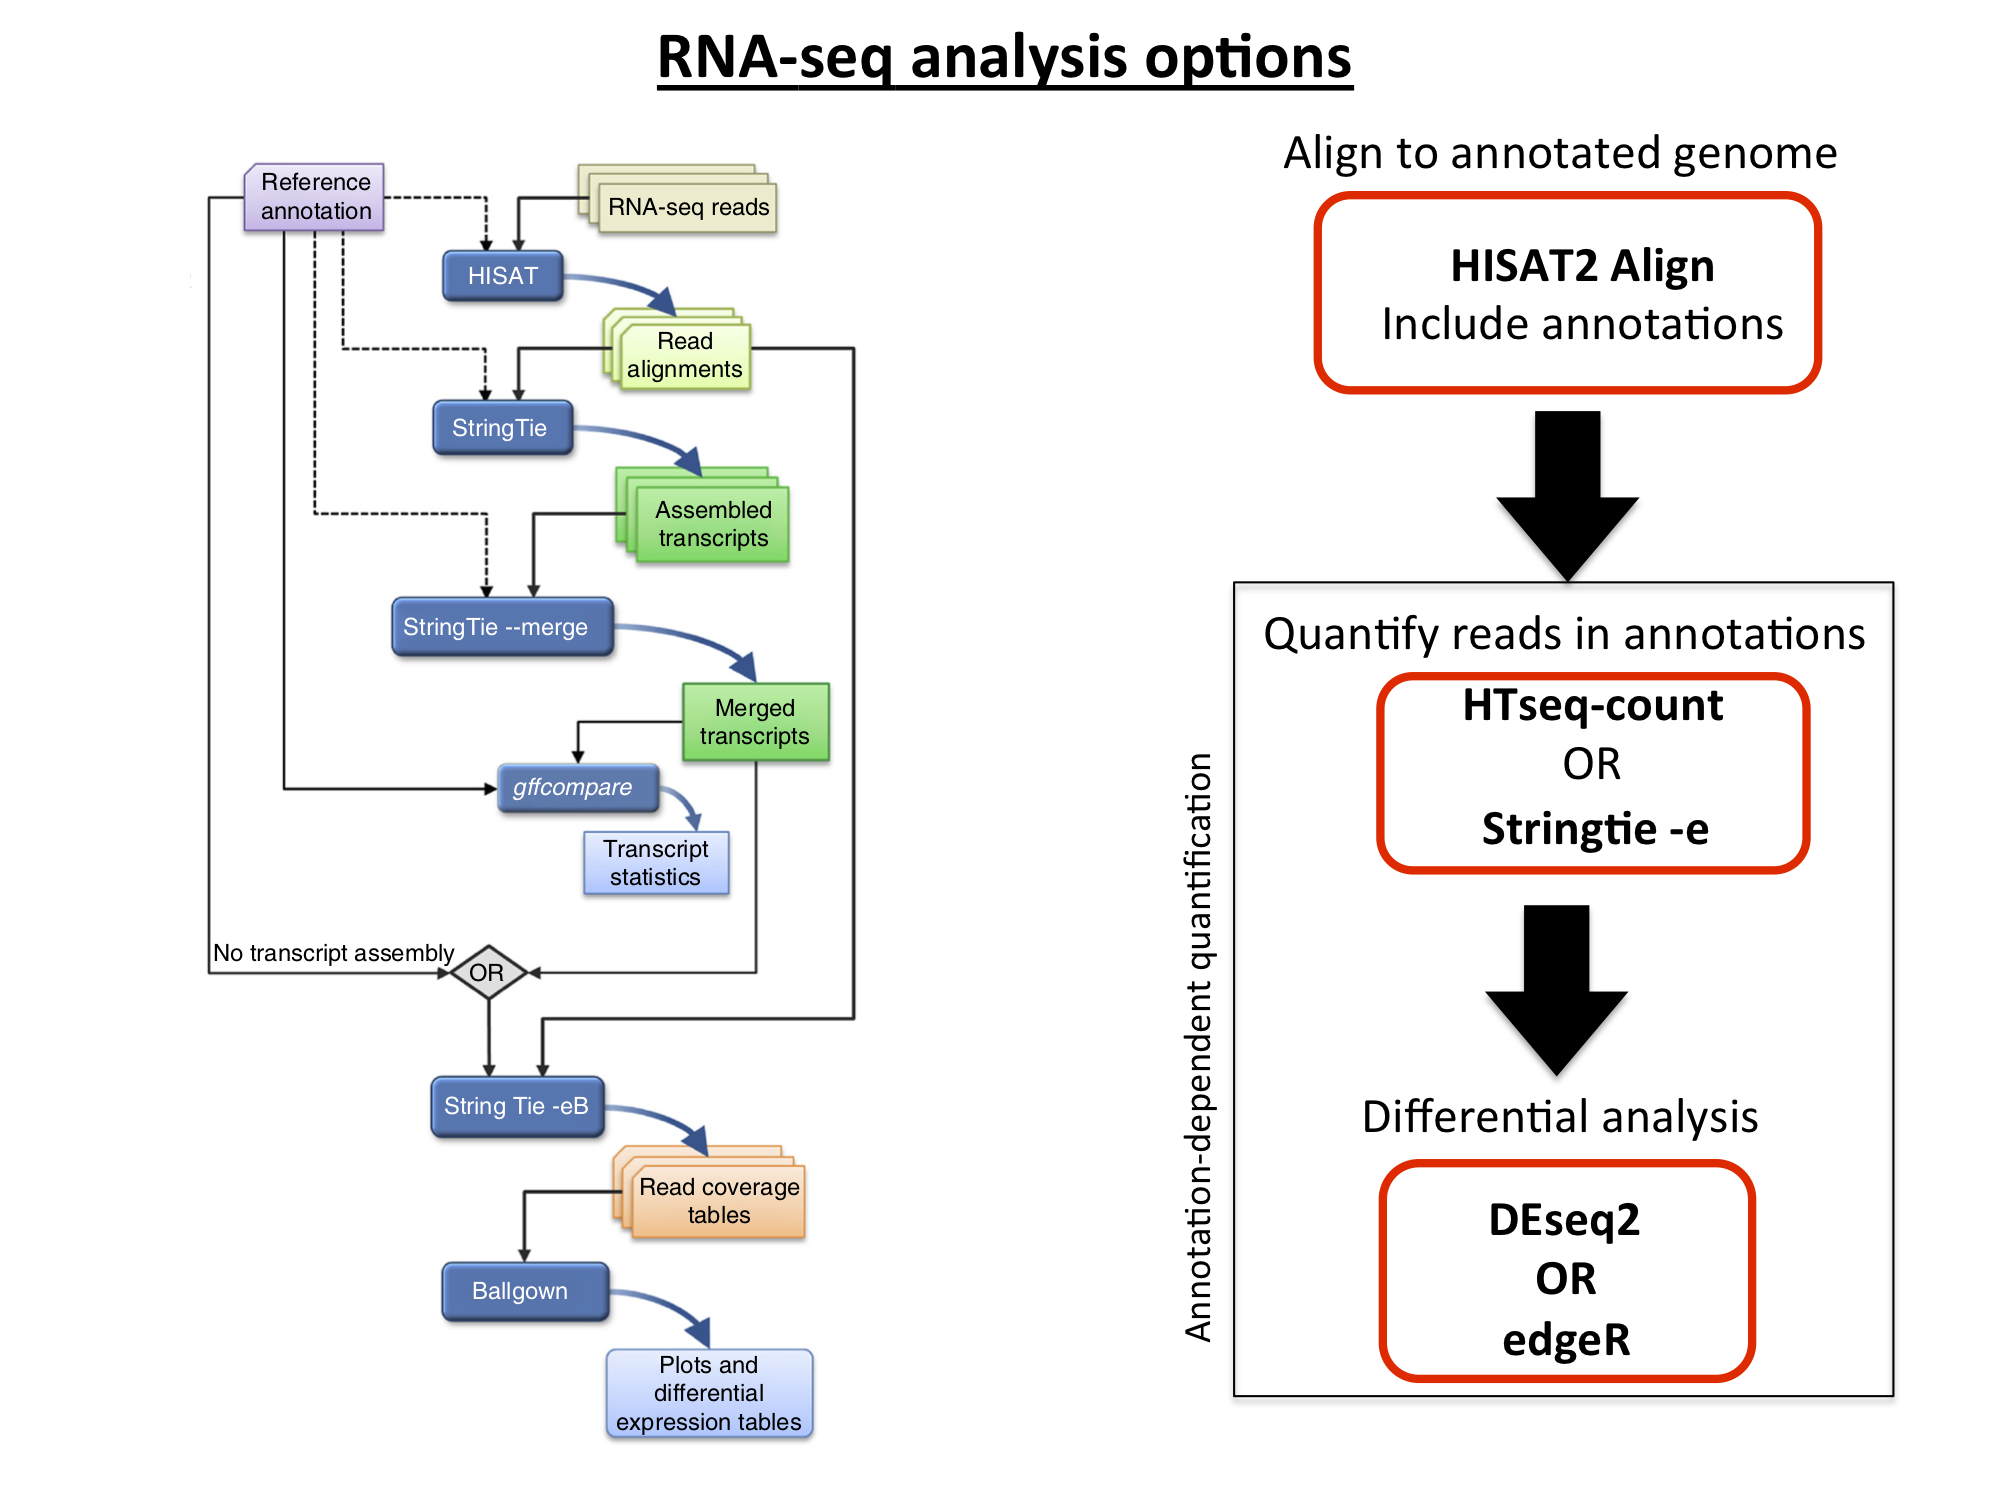 RNA-seq analysis options
Reference
annotation
RNA-seq reads
HISAT
Read
alignments
StringTie
Assembled
transcripts
StringTie --merge
Merged
transcripts
gffcompare
Transcript
statistics
No transcript assembly
OR
String Tie -eB
Read coverage
tables
Ballgown
Plots and
differential
expression tables
Align to annotated genome
HISAT2 Align
Include annotations
Annotation-dependent quantification
Quantify reads in annotations
HTseq-count
OR
Stringtie -e
Differential analysis
DEseq2
OR
edgeR